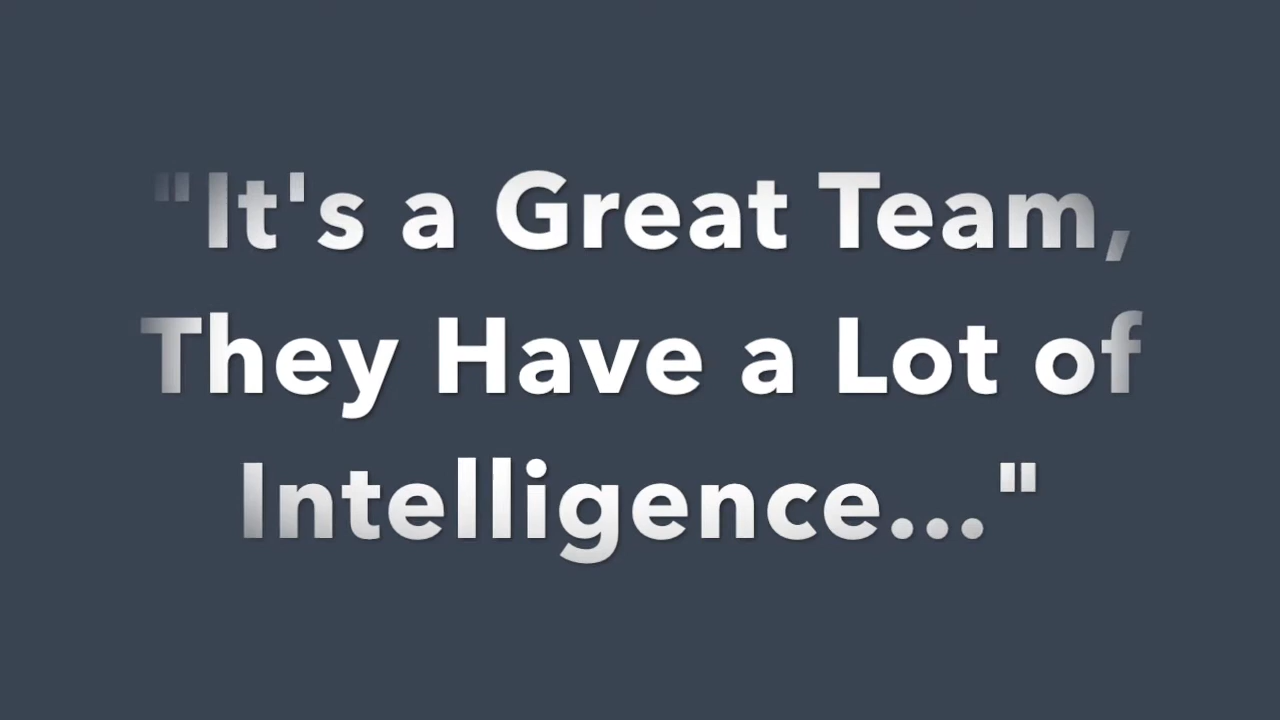 "It's a Great Team,
They Have a Lot of
Intelligence..."